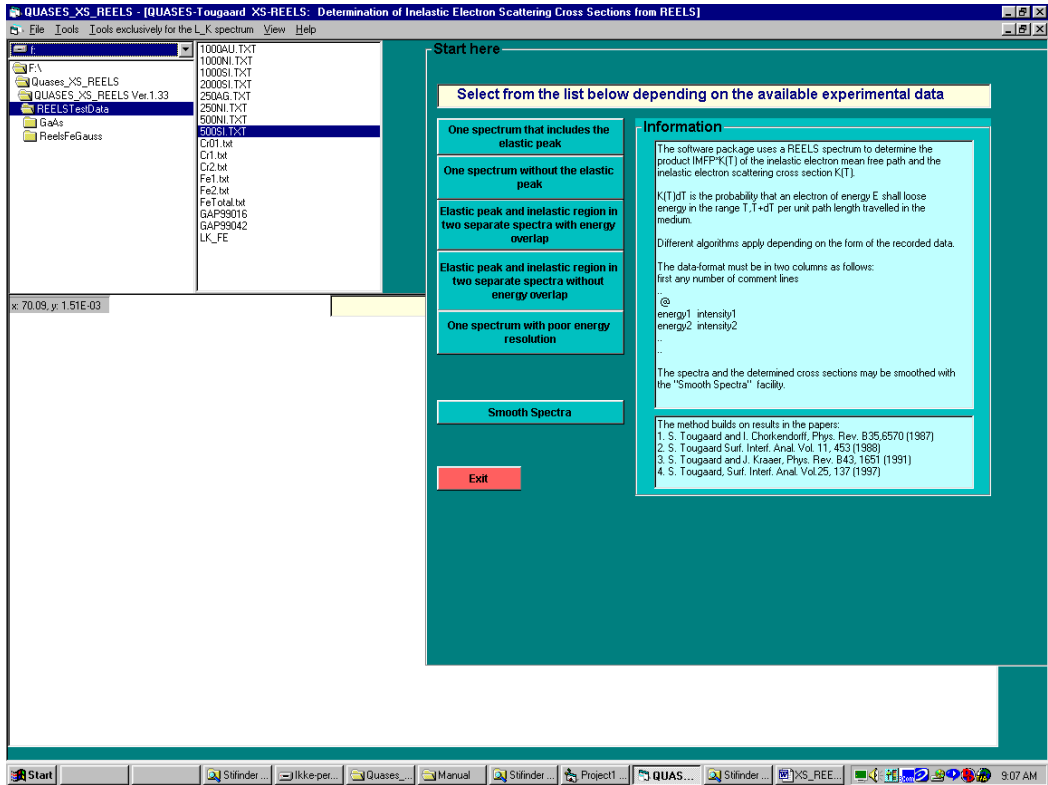 QUASES_XS_REELS - [QUASES-Tougaard XS-REELS: Determination of Inelastic Electron Scattering Cross Sections from REELS]
File Tools Tools exclusively for the L_K spectrum View Help
f:
F:\
Quases_XS_REELS
QUASES_XS_REELS Ver.1.33
REELSTestData
GaAs
ReelsFeGauss
1000AU.TXT
1000NI.TXT
1000SI.TXT
2000SI.TXT
250AG.TXT
250NI.TXT
500NI.TXT
500SI.TXT
Cr01.txt
Cr1.txt
Cr2.txt
Fe1.txt
Fe2.txt
FeTotal.txt
GAP99016
GAP99042
LK_FE
x: 70.09, y: 1.51E-03
Start here
Select from the list below depending on the available experimental data
One spectrum that includes the
elastic peak
One spectrum without the elastic
peak
Elastic peak and inelastic region in
two separate spectra with energy
overlap
Elastic peak and inelastic region in
two separate spectra without
energy overlap
One spectrum with poor energy
resolution
Smooth Spectra
Exit
Information
The software package uses a REELS spectrum to determine the
product IMFP*K(T) of the inelastic electron mean free path and the
inelastic electron scattering cross section K(T).
K(T)dT is the probability that an electron of energy E shall loose
energy in the range T,T+dT per unit path length travelled in the
medium.
Different algorithms apply depending on the form of the recorded data.
The data-format must be in two columns as follows:
first any number of comment lines
..
@
energy1 intensity1
energy2 intensity2
..
..
The spectra and the determined cross sections may be smoothed with
the "Smooth Spectra" facility.
The method builds on results in the papers:
1. S. Tougaard and I. Chorkendorff, Phys. Rev. B35,6570 (1987)
2. S. Tougaard Surf. Interf. Anal. Vol. 11, 453 (1988)
3. S. Tougaard and J. Kraaer, Phys. Rev. B43, 1651 (1991)
4. S. Tougaard, Surf. Interf. Anal. Vol.25, 137 (1997)
Start Stifinder ... Ikke-per... Quases_... Manual Stifinder ... Project1 ... QUAS... Stifinder ... XS_REE... 9:07 AM